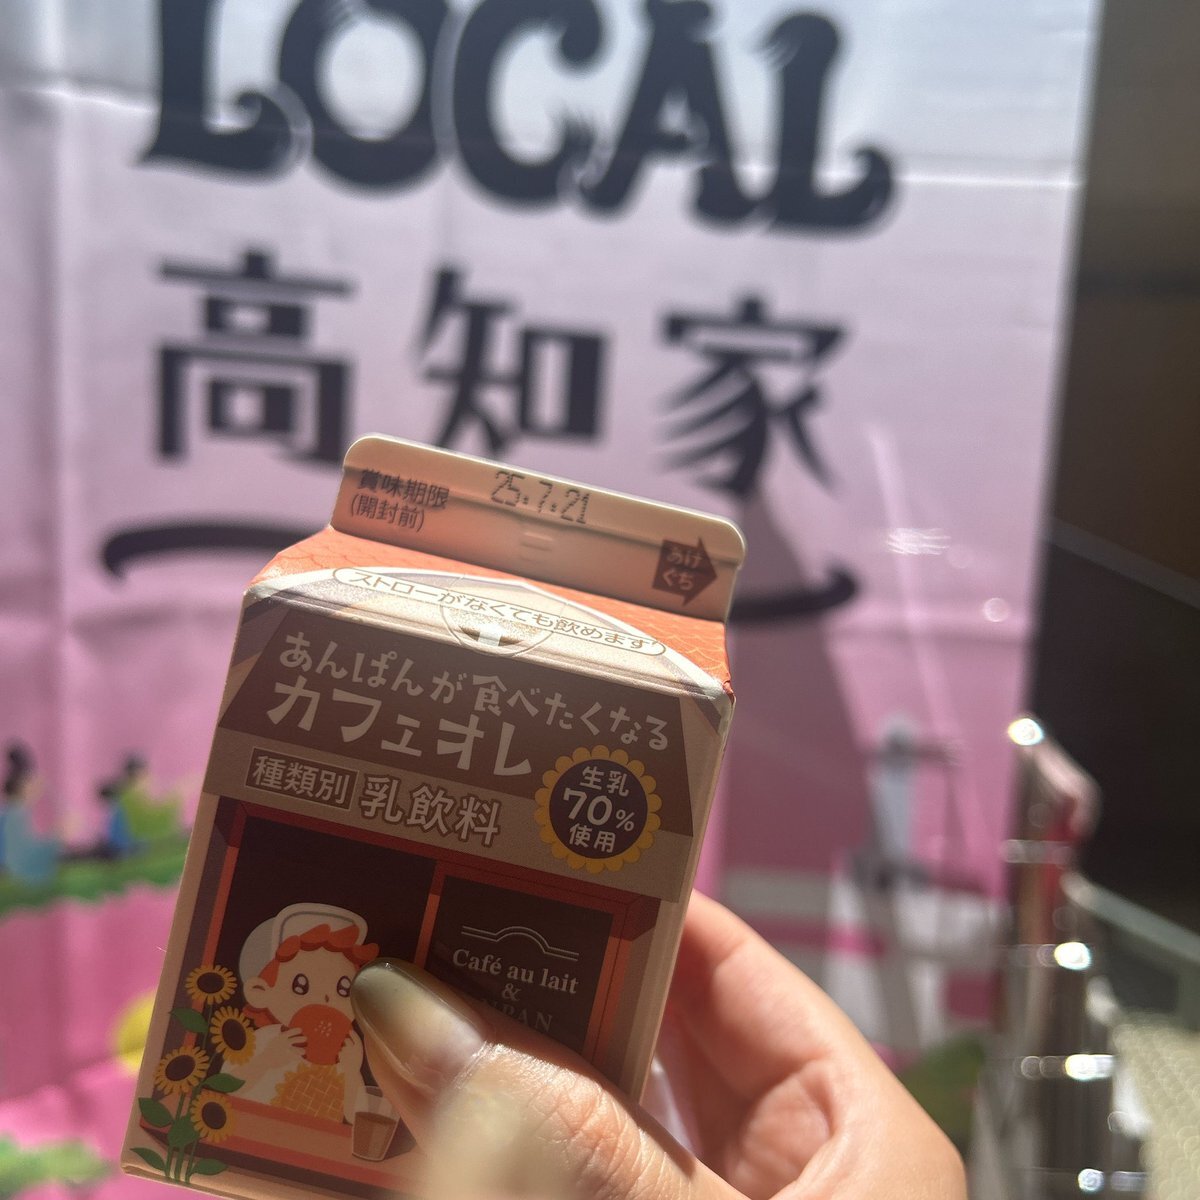 LOCAL
高知家
賞味期限
(開封前)
25.7.21
あけ
ぐち
ストローがなくても飲めます
あんぱんが食べたくなる
カフェオレ
種類別 乳飲料
生乳
70%
使用
Café au lait
&